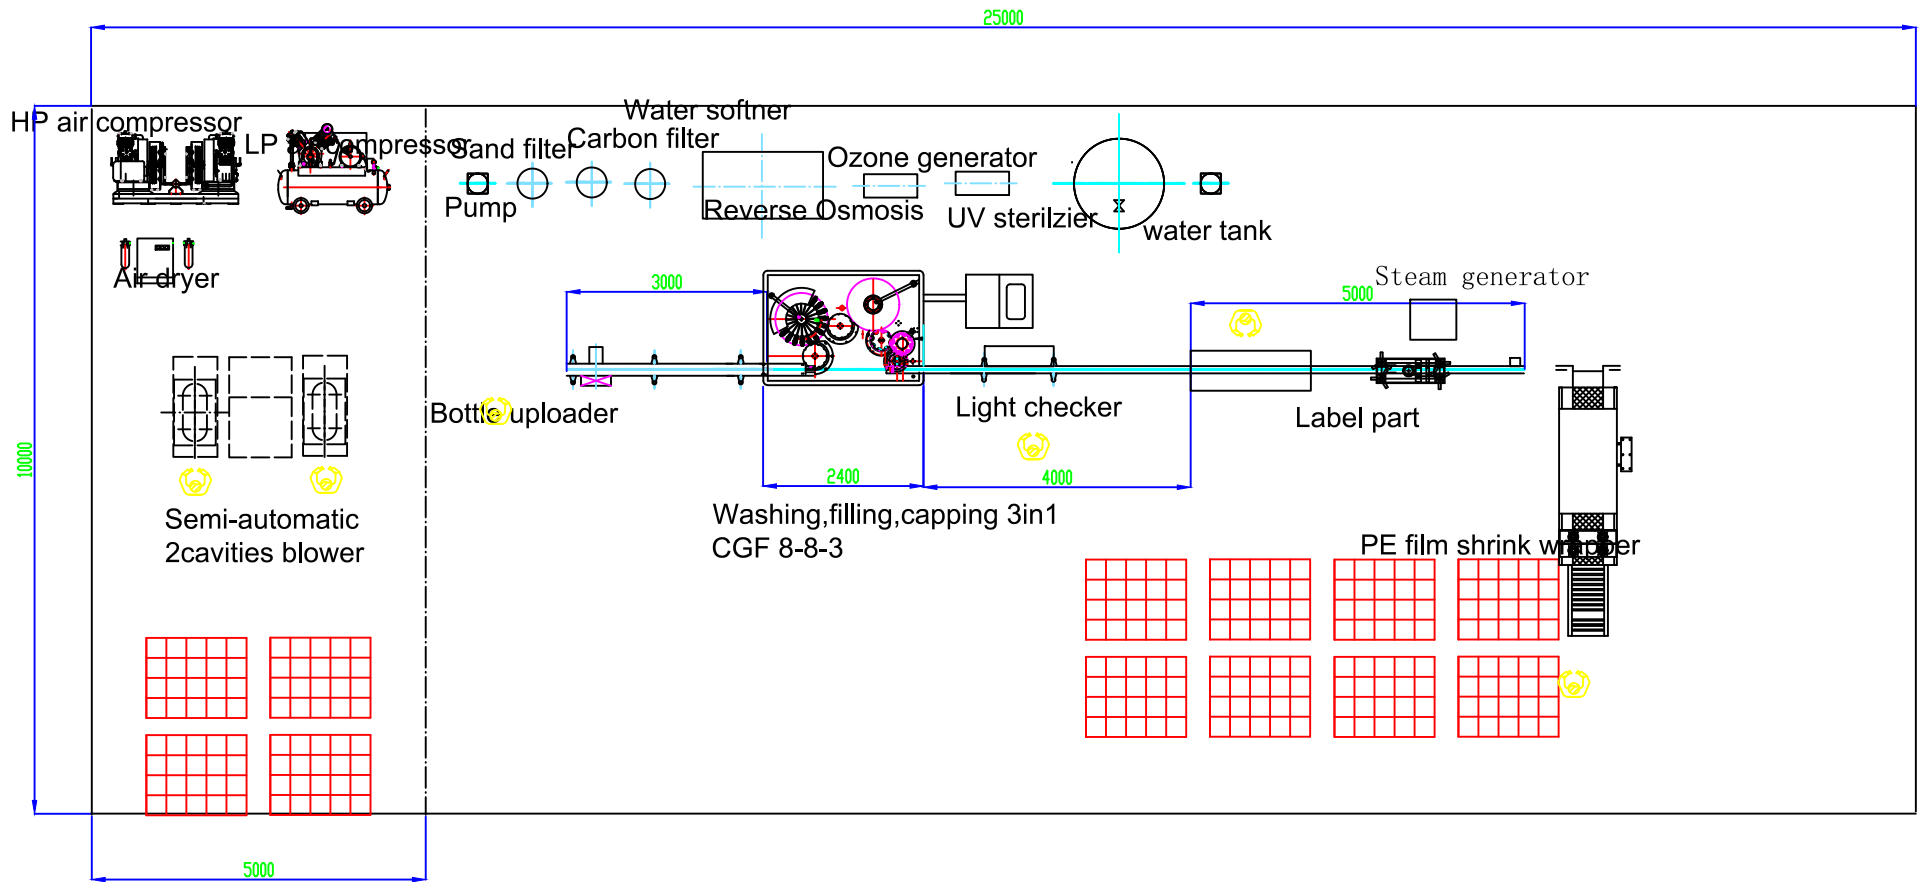 25000
HP air compressor
LP air compressor
Sand filter
Carbon filter
Water softner
Ozone generator
Pump
Reverse Osmosis
UV sterilzier
water tank
Air dryer
3000
Steam generator
5000
10000
Bottle uploader
Light checker
Label part
2400
4000
Semi-automatic
2cavities blower
Washing,filling,capping 3in1
CGF 8-8-3
PE film shrink wrapper
5000